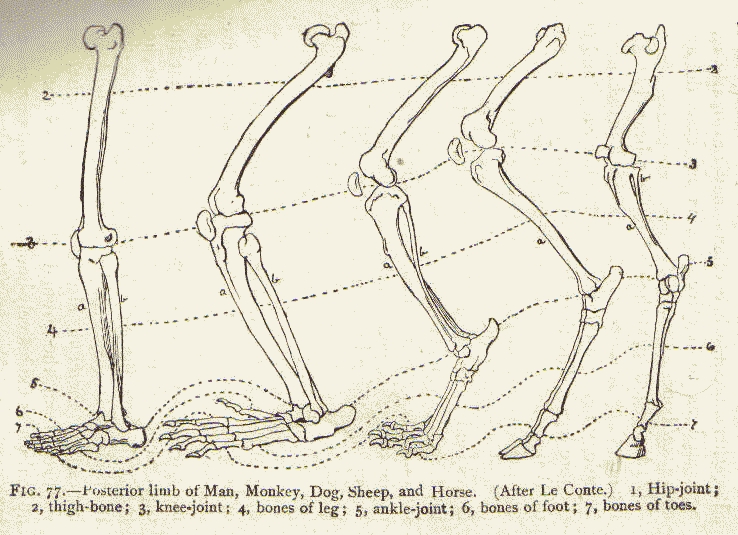 2
2
3
3
b
4
a
5
a
b
a
b
a
b
4
6
5
6
7
7
FIG. 77.—Posterior limb of Man, Monkey, Dog, Sheep, and Horse. (After Le Conte.) 1, Hip-joint;
2, thigh-bone; 3, knee-joint; 4, bones of leg; 5, ankle-joint; 6, bones of foot; 7, bones of toes.